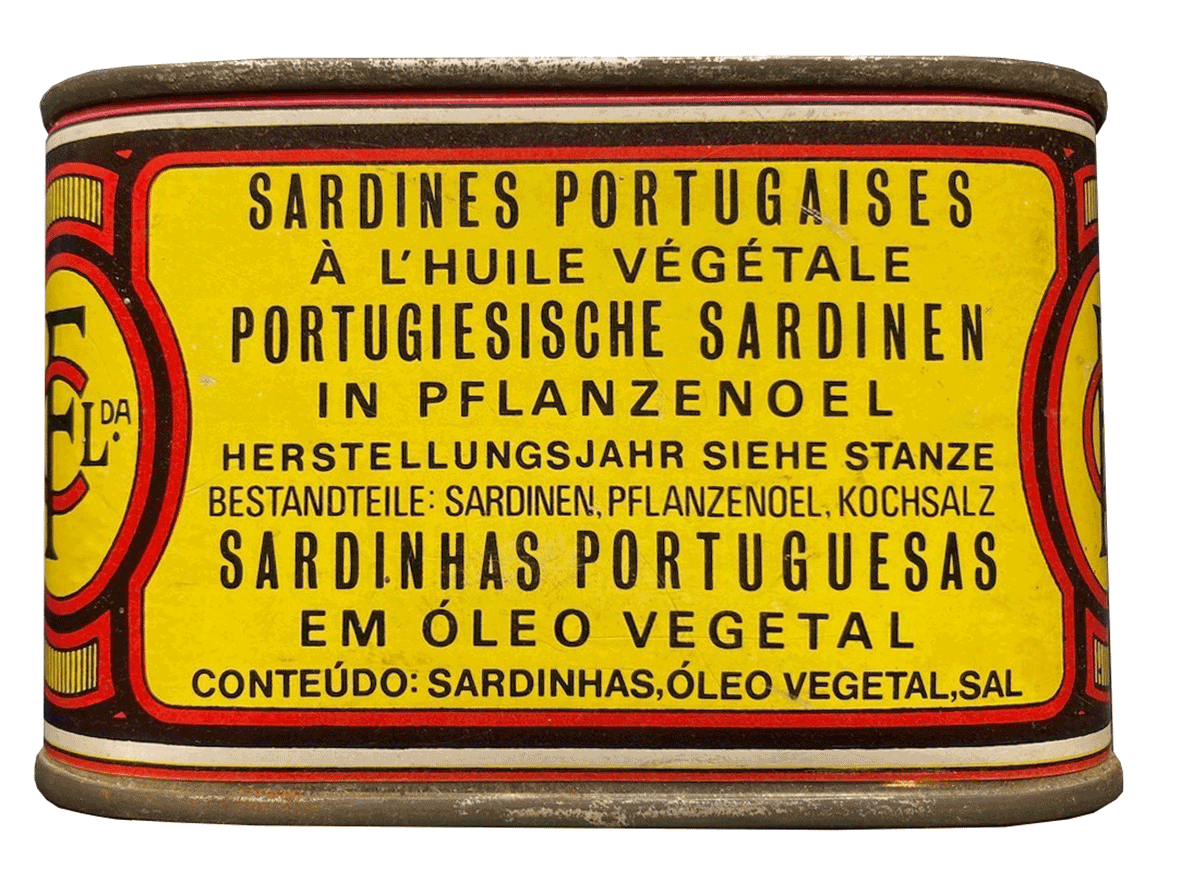 SARDINES PORTUGAISES
À L'HUILE VÉGÉTALE
PORTUGIESISCHE SARDINEN
IN PFLANZENOEL
HERSTELLUNGSJAHR SIEHE STANZE
BESTANDTEILE: SARDINEN, PFLANZENOEL, KOCHSALZ
SARDINHAS PORTUGUESAS
EM ÓLEO VEGETAL
CONTEÚDO: SARDINHAS,ÓLEO VEGETAL,SAL
LDA.